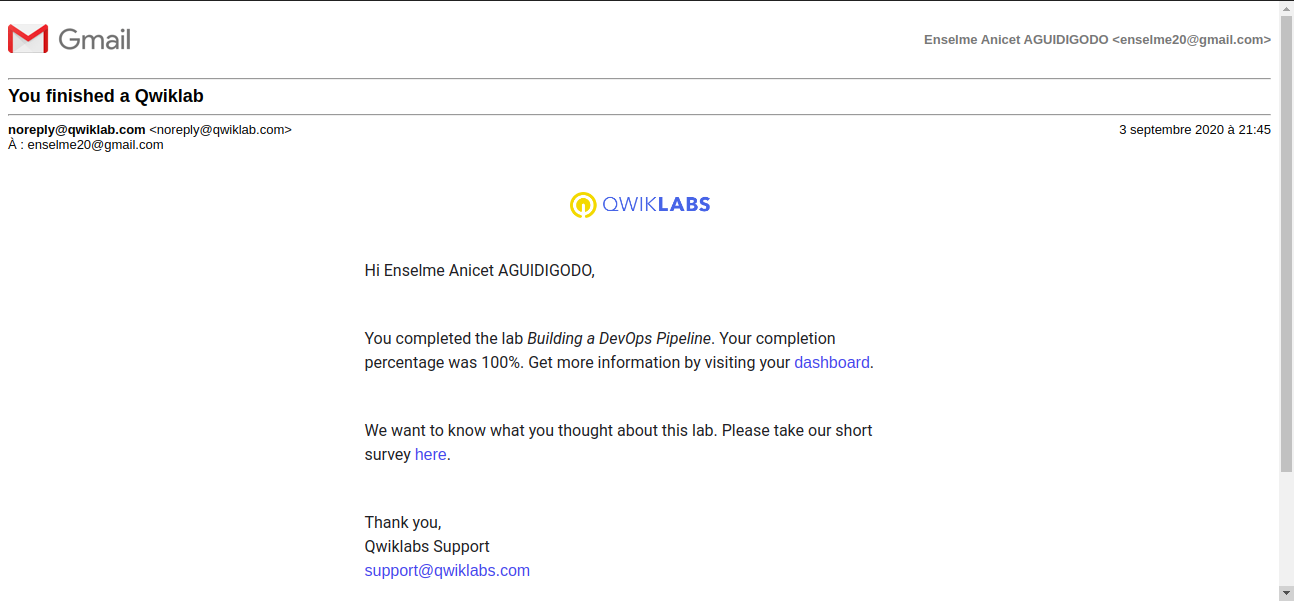 Gmail
Enselme Anicet AGUIDIGODO <enselme20@gmail.com>
You finished a Qwiklab
noreply@qwiklab.com <noreply@qwiklab.com>
3 septembre 2020 à 21:45
À : enselme20@gmail.com
QWIKLABS
Hi Enselme Anicet AGUIDIGODO,
You completed the lab Building a DevOps Pipeline. Your completion
percentage was 100%. Get more information by visiting your dashboard.
We want to know what you thought about this lab. Please take our short
survey here.
Thank you,
Qwiklabs Support
support@qwiklabs.com